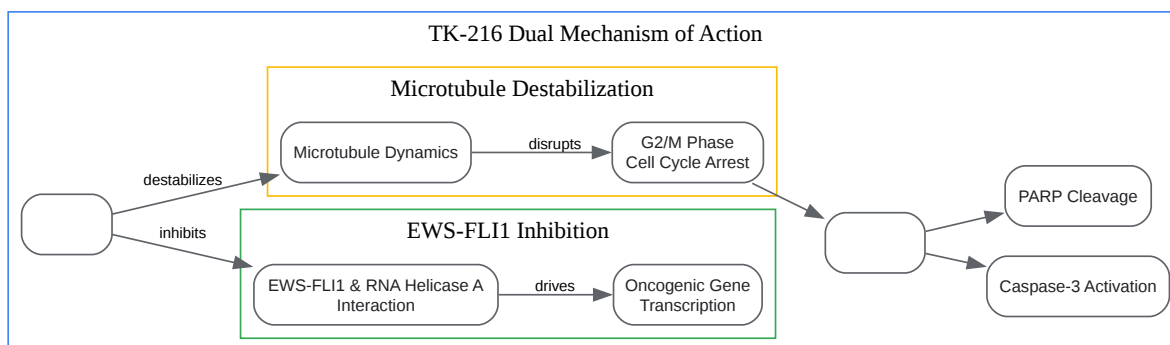 TK-216 Dual Mechanism of Action
Microtubule Destabilization
Microtubule Dynamics
disrupts
G2/M Phase
Cell Cycle Arrest
destabilizes
inhibits
EWS-FLI1 Inhibition
EWS-FLI1 & RNA Helicase A
Interaction
drives
Oncogenic Gene
Transcription
PARP Cleavage
Caspase-3 Activation